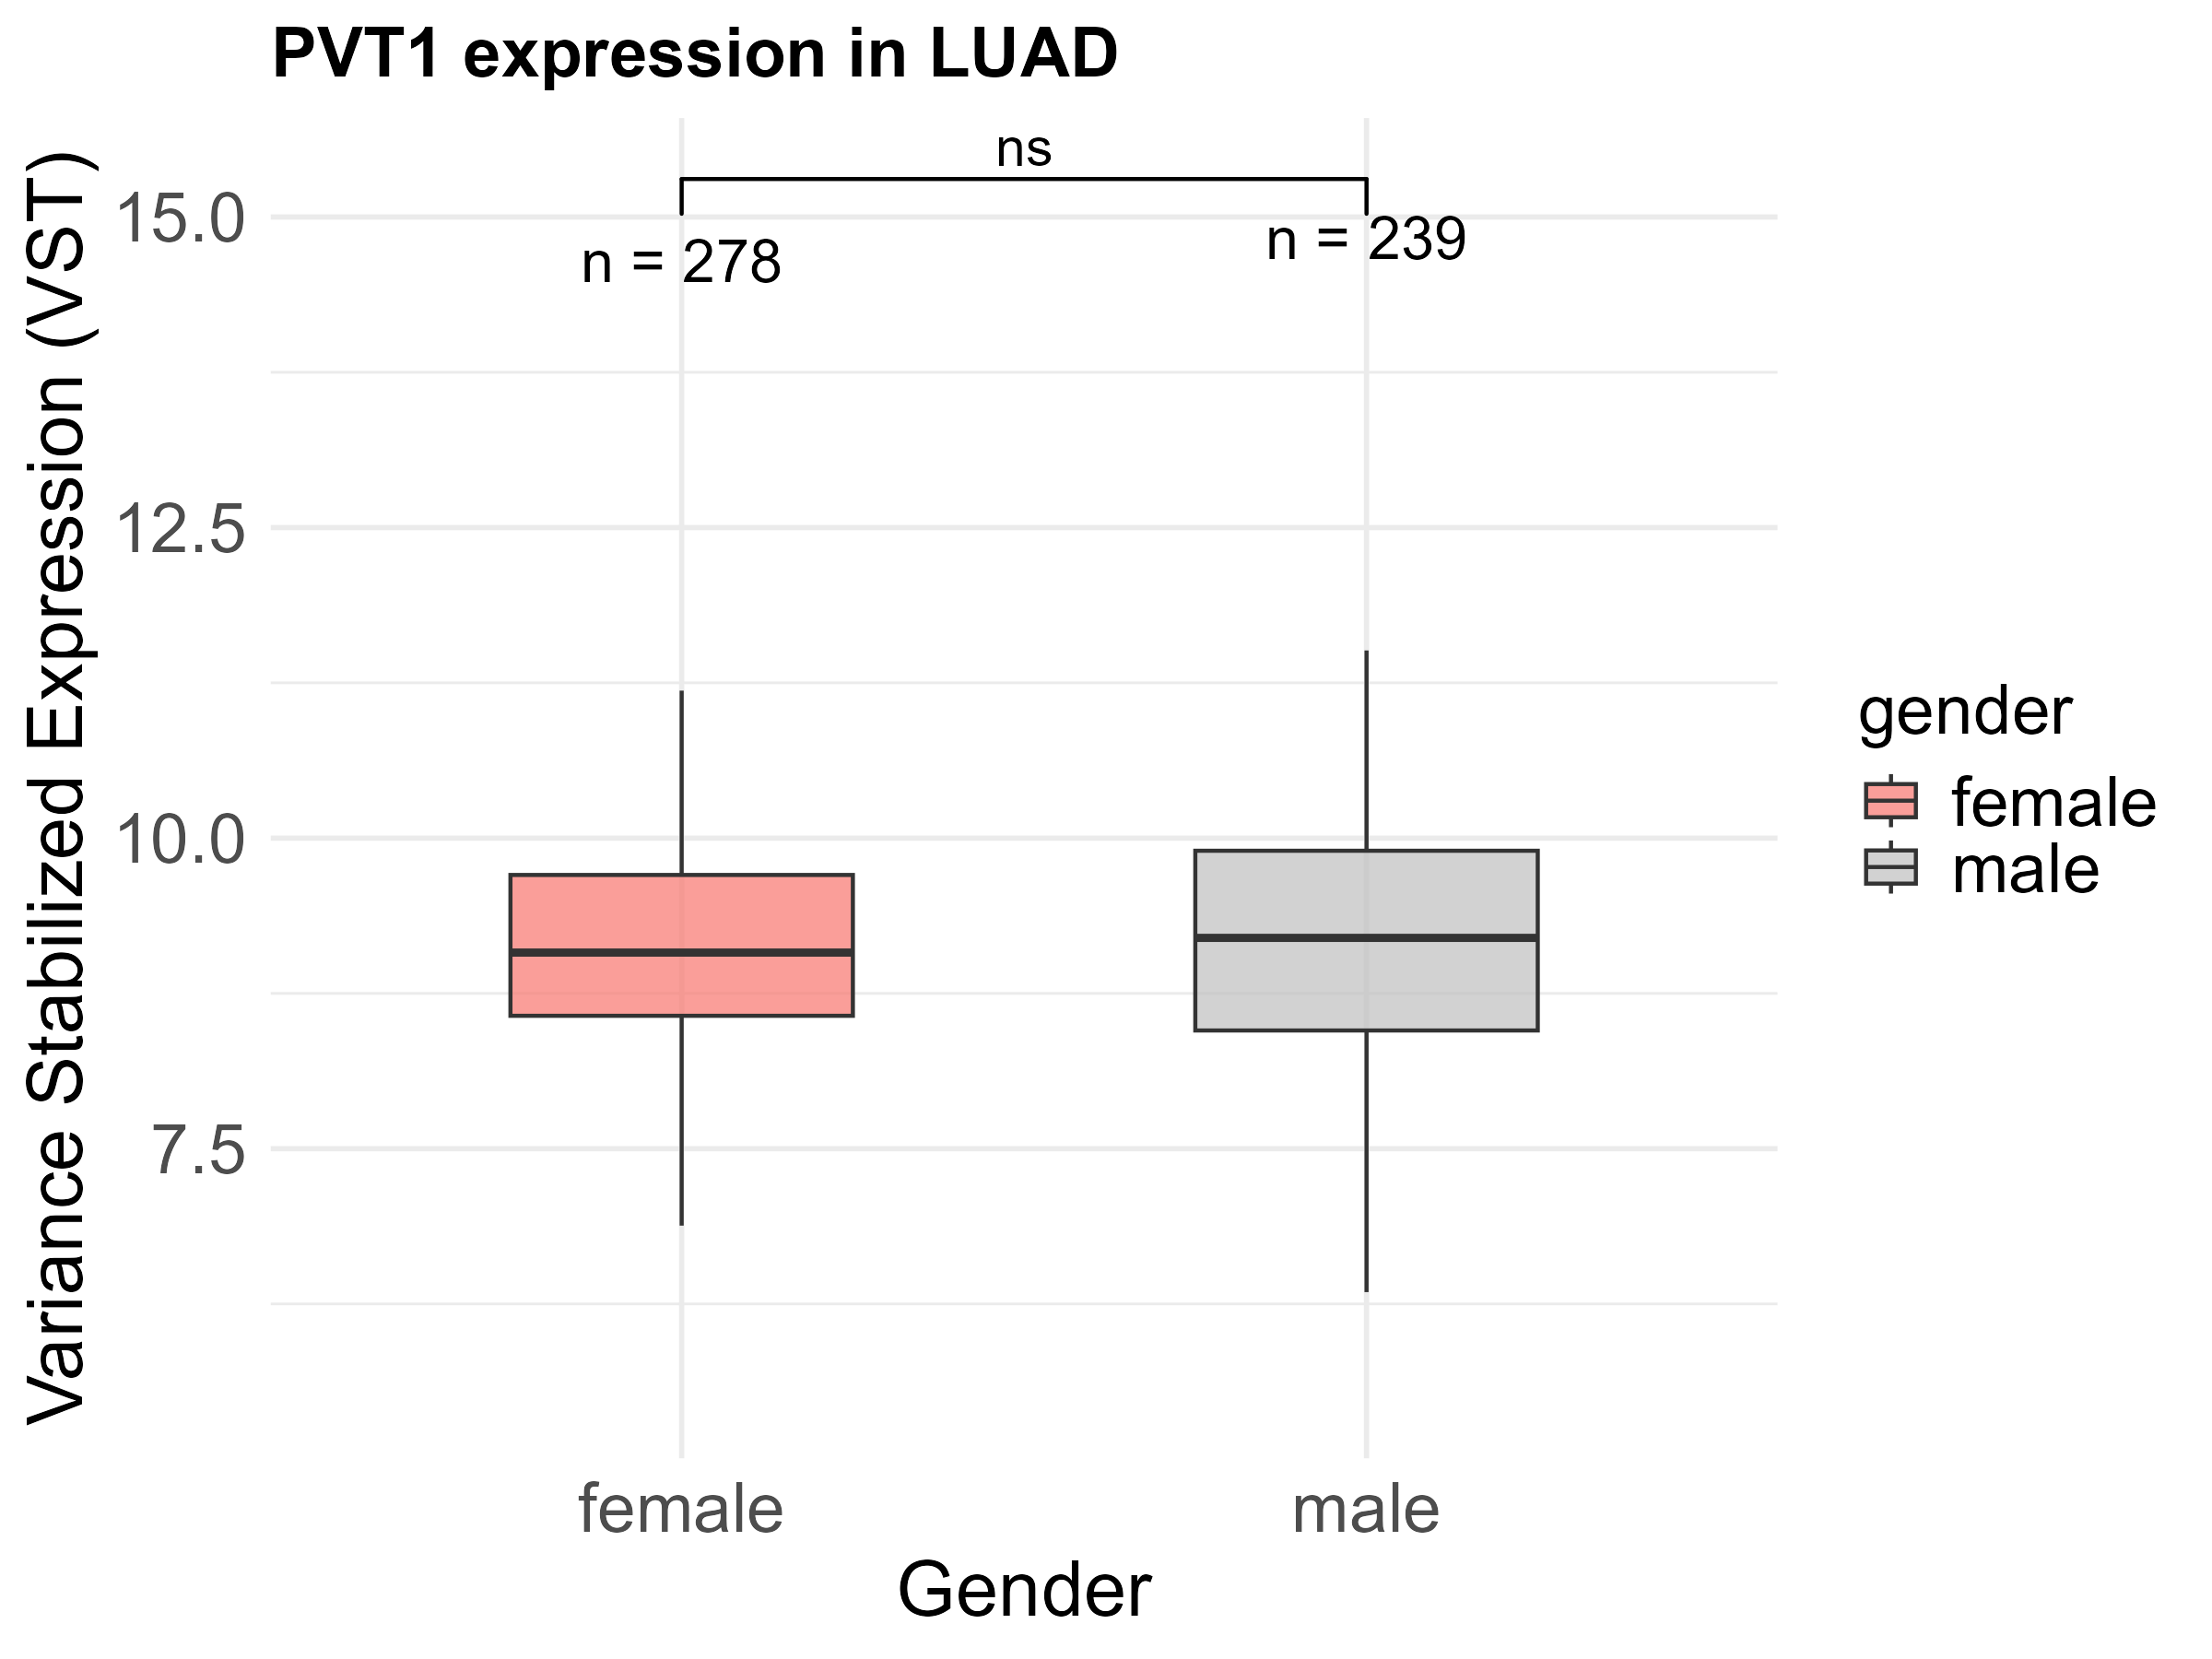 PVT1 expression in LUAD
Variance Stabilized Expression (VST)
15.0
12.5
10.0
7.5
ns
n = 278
n = 239
female
male
Gender
gender
female
male